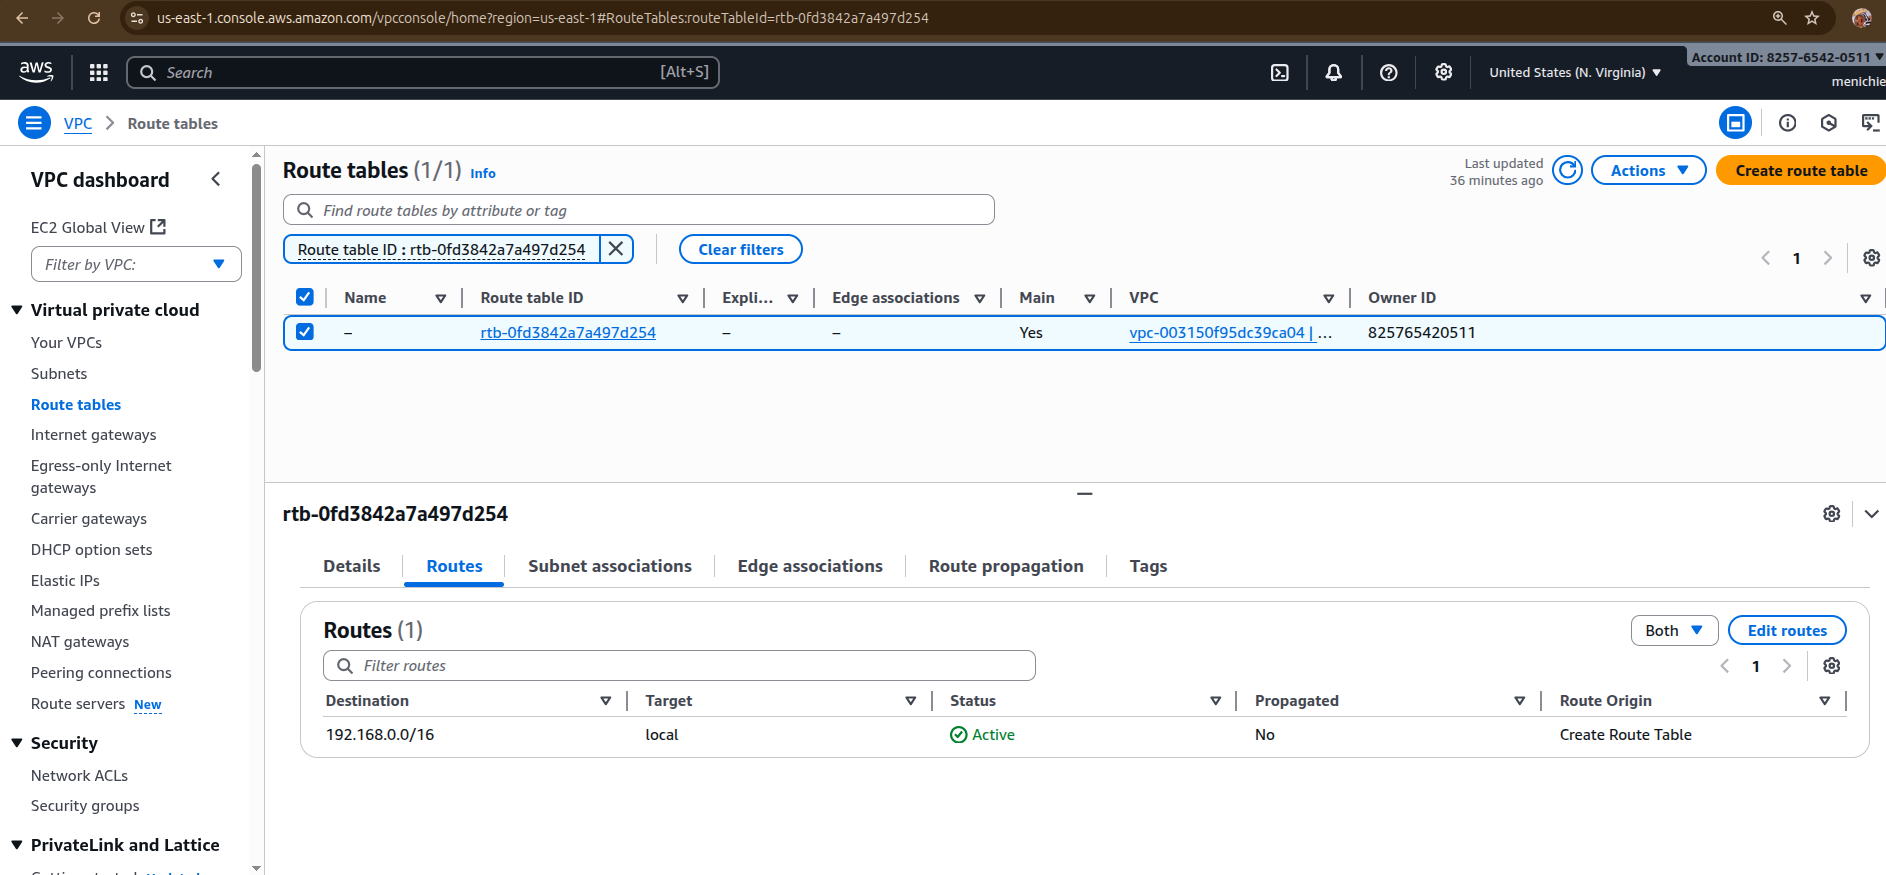 us-east-1.console.aws.amazon.com/vpcconsole/home?region=us-east-1#RouteTables:routeTableId=rtb-0fd3842a7a497d254
aws
Search [Alt+S]
United States (N. Virginia)
Account ID: 8257-6542-0511
menichie
VPC > Route tables
VPC dashboard
EC2 Global View
Filter by VPC:
Virtual private cloud
Your VPCs
Subnets
Route tables
Internet gateways
Egress-only Internet
gateways
Carrier gateways
DHCP option sets
Elastic IPs
Managed prefix lists
NAT gateways
Peering connections
Route servers New
Security
Network ACLs
Security groups
PrivateLink and Lattice
Route tables (1/1) Info
Last updated
36 minutes ago
Actions
Create route table
Find route tables by attribute or tag
Route table ID : rtb-0fd3842a7a497d254
Clear filters
1
Name Route table ID Expli... Edge associations Main VPC Owner ID
– rtb-0fd3842a7a497d254 – – Yes vpc-003150f95dc39ca04 | ... 825765420511
rtb-0fd3842a7a497d254
Details Routes Subnet associations Edge associations Route propagation Tags
Routes (1)
Both
Edit routes
Filter routes
1
Destination Target Status Propagated Route Origin
192.168.0.0/16 local Active No Create Route Table